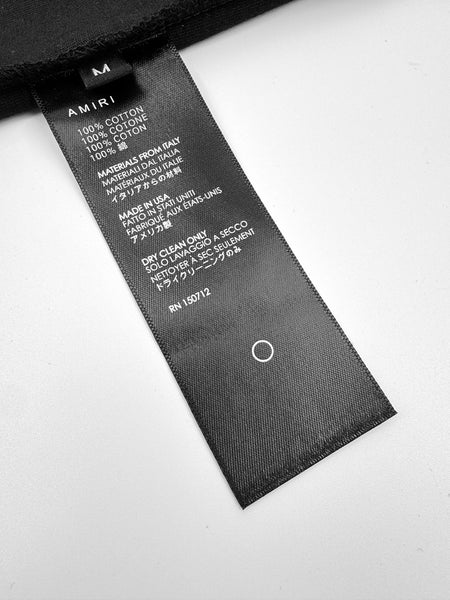 M
AMIRI
100% COTTON
100% COTONE
100% COTON
100% 綿
MATERIALS FROM ITALY
MATERIALI DAL ITALIA
MATÉRIAUX DU ITALIE
イタリアからの材料
MADE IN USA
FATTO IN STATI UNITI
FABRIQUÉ AUX ÉTATS-UNIS
アメリカ製
DRY CLEAN ONLY
SOLO LAVAGGIO A SECCO
NETTOYER A SEC SEULEMENT
ドライクリーニングのみ
RN 150712